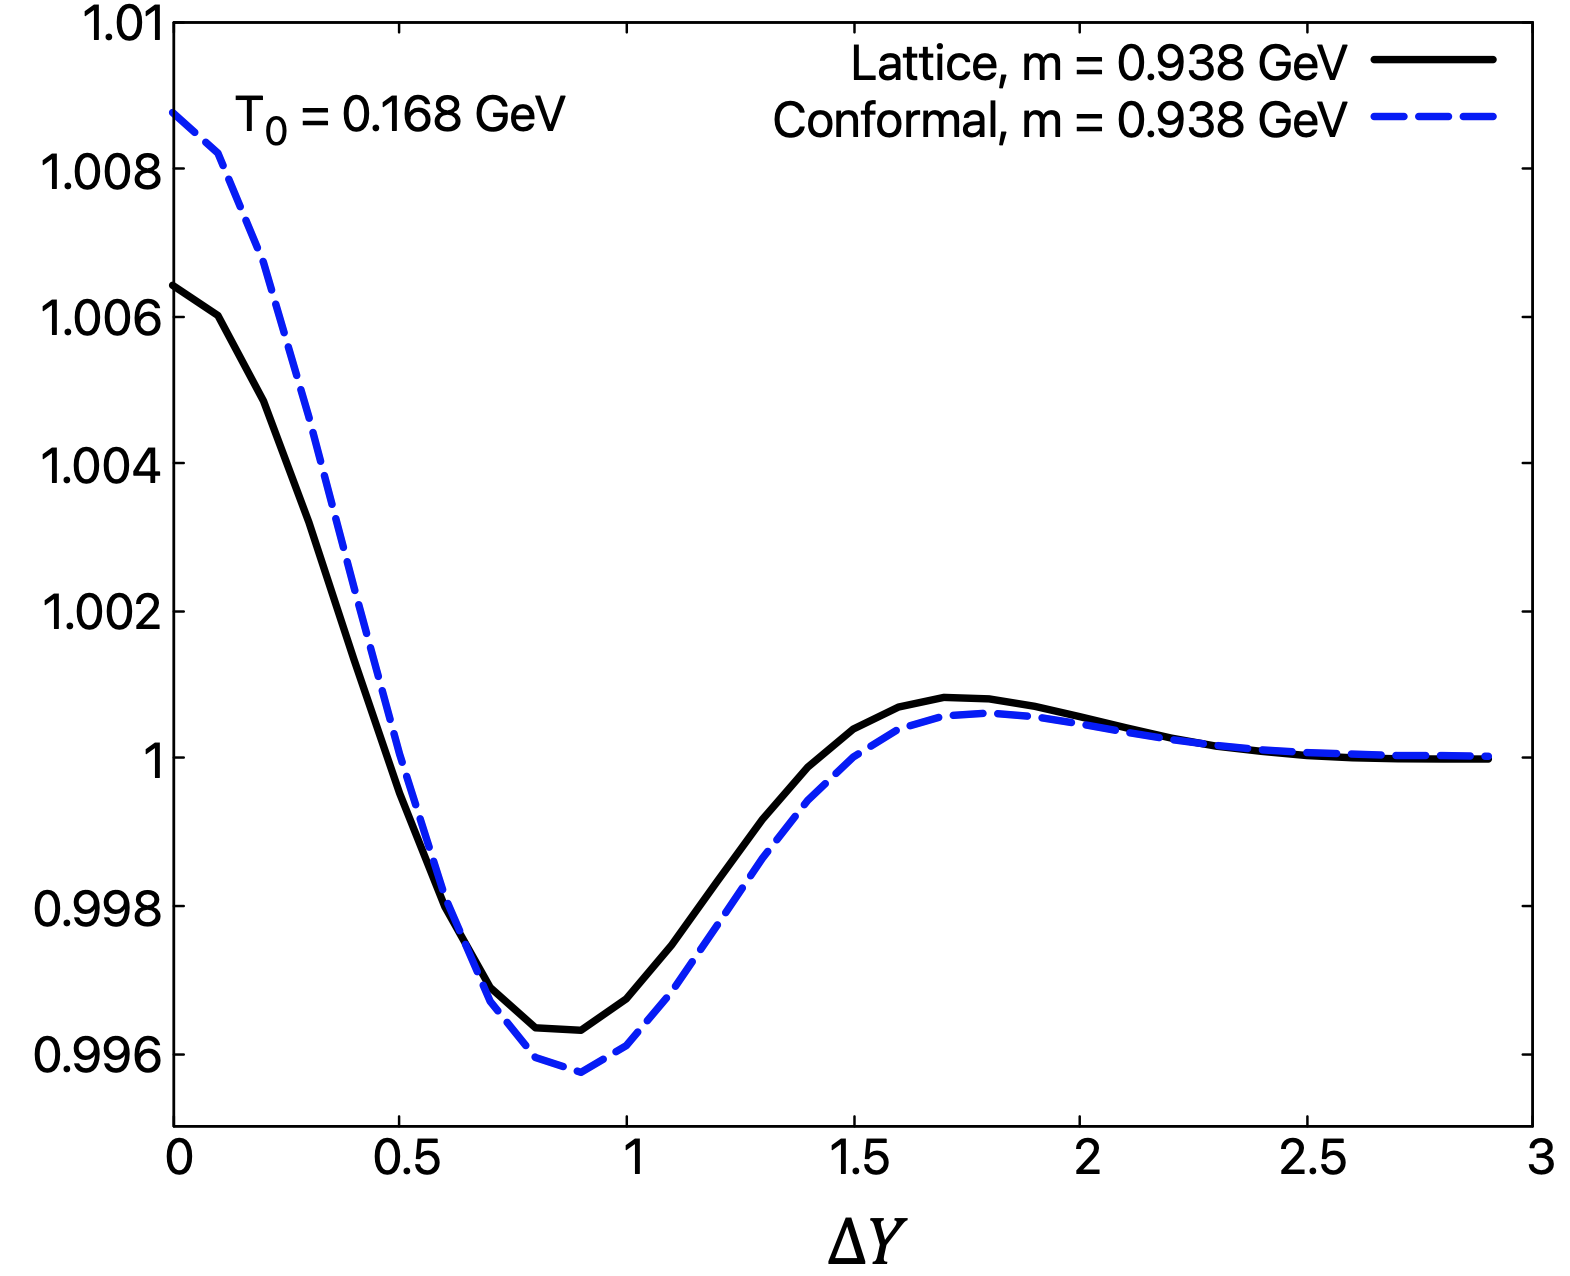 1.01
Lattice, m = 0.938 GeV
T0 = 0.168 GeV
Conformal, m = 0.938 GeV
1.008
1.006
1.004
1.002
1
0.998
0.996
0 0.5 1 1.5 2 2.5 3
ΔY